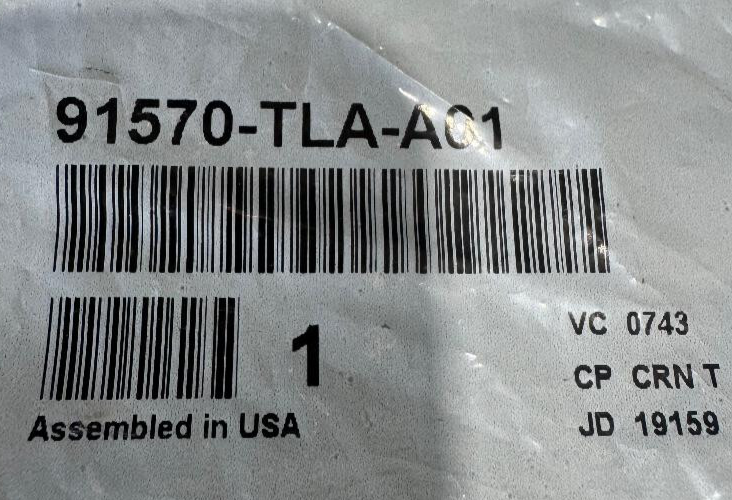 91570-TLA-A01
1
VC 0743
CP CRN T
JD 19159
Assembled in USA